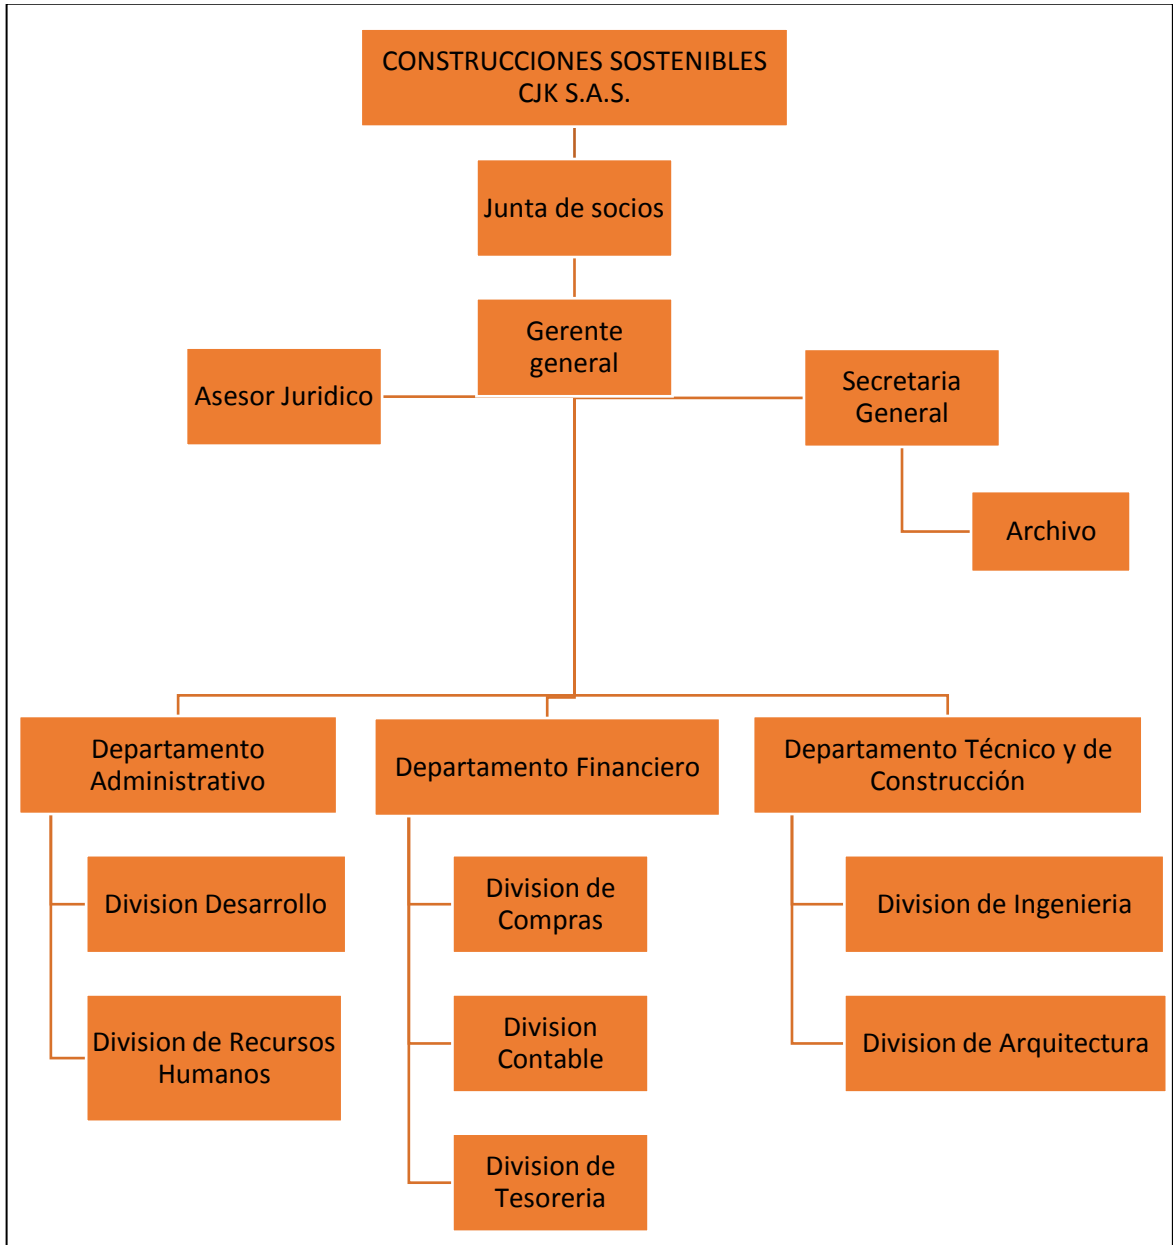 CONSTRUCCIONES SOSTENIBLES
CJK S.A.S.
Junta de socios
Gerente
general
Asesor Juridico
Secretaria
General
Archivo
Departamento
Administrativo
Division Desarrollo
Division de Recursos
Humanos
Departamento Financiero
Division de
Compras
Division
Contable
Division de
Tesoreria
Departamento Técnico y de
Construcción
Division de Ingenieria
Division de Arquitectura